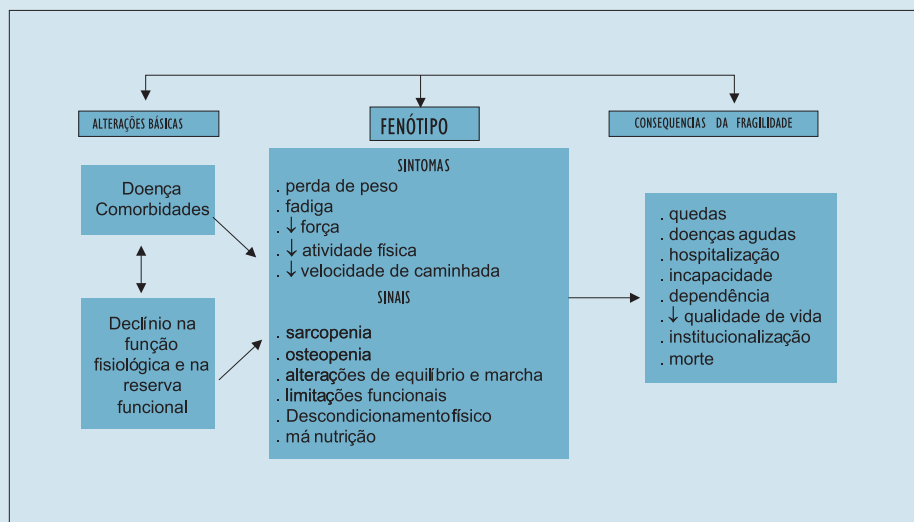 ALTERAÇÕES BÁSICAS
FENÓTIPO
CONSEQUENCIAS DA FRAGILIDADE
Doença
Comorbidades
Declínio na
função
fisiológica e na
reserva
funcional
SINTOMAS
. perda de peso
. fadiga
. ↓ força
. ↓ atividade física
. ↓ velocidade de caminhada
SINAIS
. sarcopenia
. osteopenia
. alterações de equilíbrio e marcha
. limitações funcionais
. Descondicionamento físico
. má nutrição
. quedas
. doenças agudas
. hospitalização
. incapacidade
. dependência
. ↓ qualidade de vida
. institucionalização
. morte